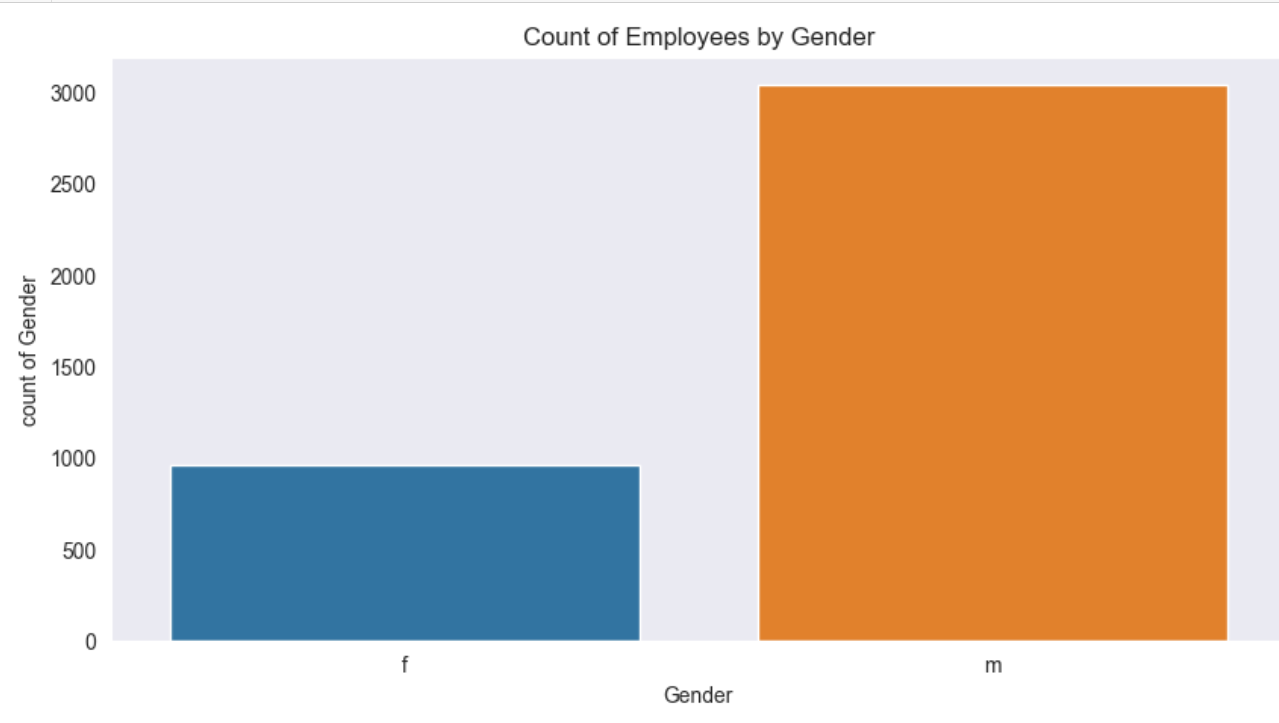 Count of Employees by Gender
3000
2500
2000
1500
1000
500
0
count of Gender
f
m
Gender